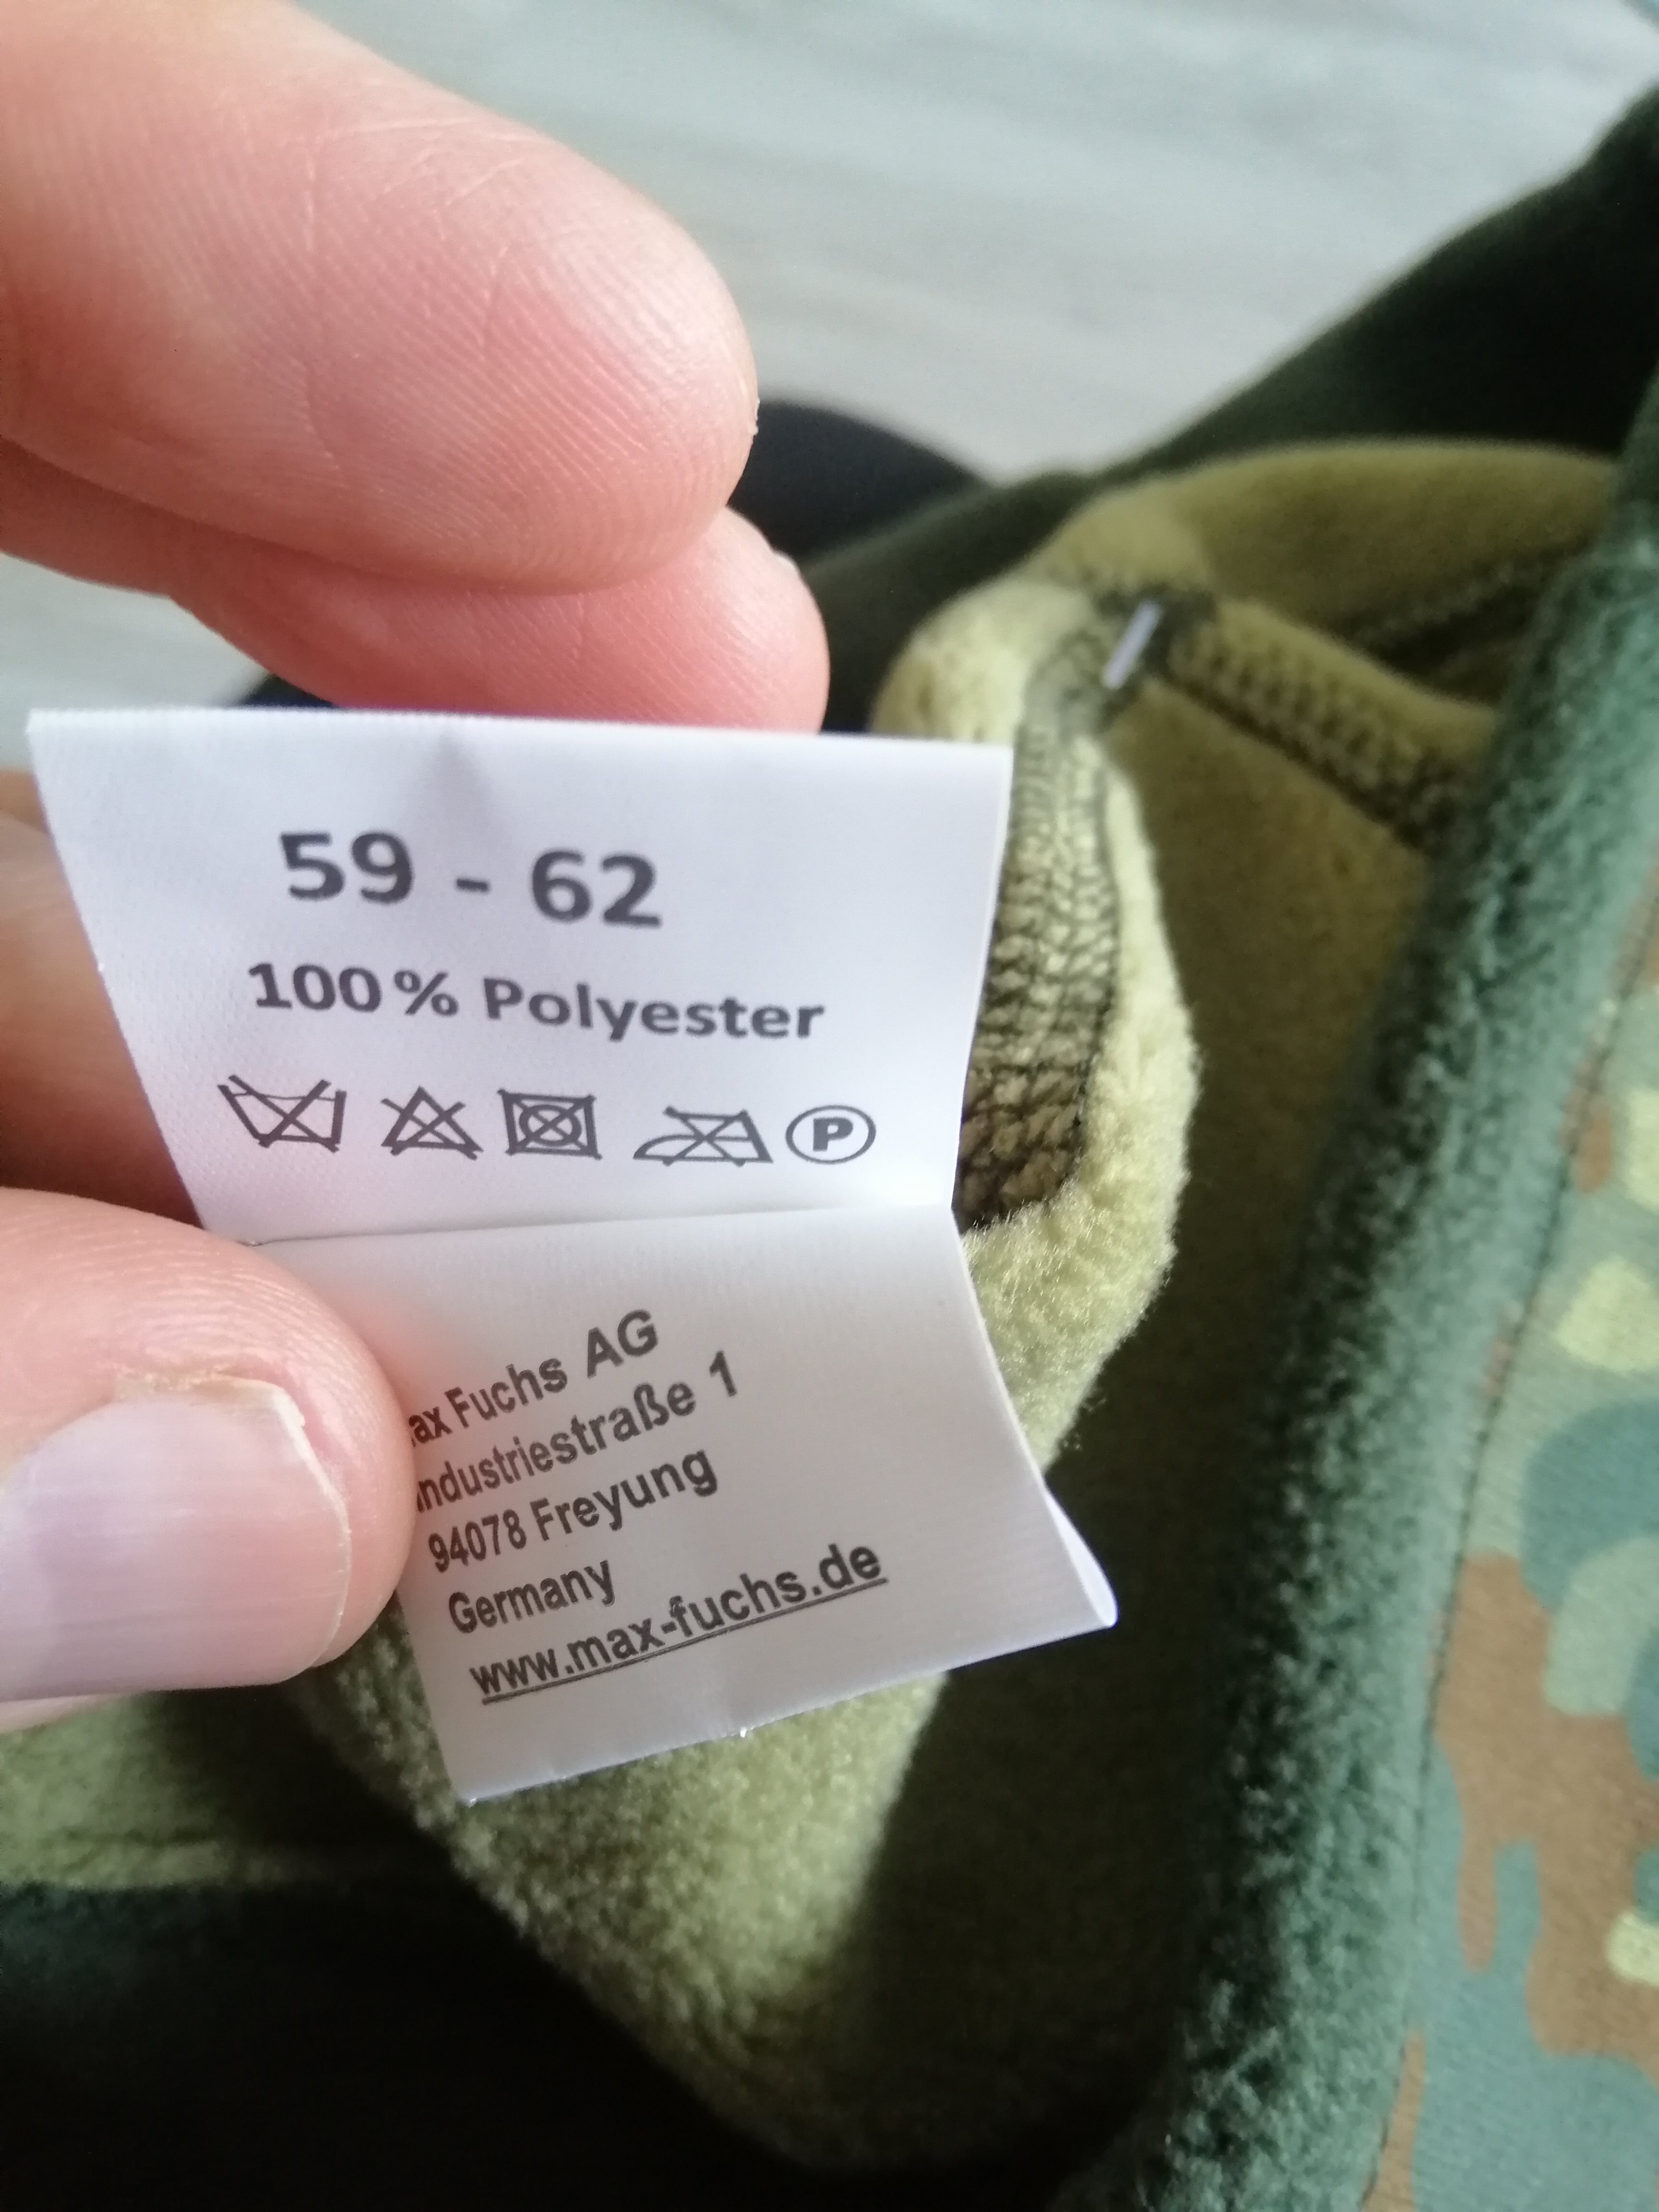 59 - 62
100% Polyester
P
ax Fuchs AG
ndustriestraße 1
94078 Freyung
Germany
www.max-fuchs.de